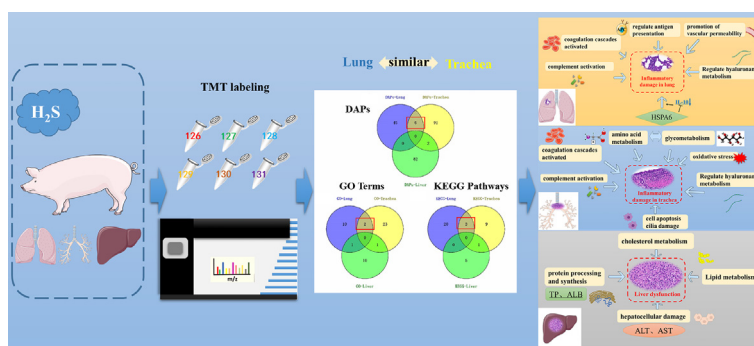 H₂S
TMT labeling
126
127
128
129
130
131
m/z
Lung
similar
Trachea
DAPs
DAPs-Lung
DAPs-Trachea
DAPs-Liver
GO Terms
GO-Lung
GO-Trachea
GO-Liver
KEGG Pathways
KEGG-Lung
KEGG-Trachea
KEGG-Liver
coagulation cascades
activated
regulate antigen
presentation
promotion of
vascular permeability
complement activation
Inflammatory
damage in lung
Regulate hyaluronan
metabolism
HSPA6
coagulation cascades
activated
amino acid
metabolism
glycometabolism
oxidative stress
complement activation
Inflammatory
damage in trachea
Regulate hyaluronan
metabolism
cell apoptosis
cilia damage
cholesterol metabolism
protein processing
and synthesis
TP、ALB
Liver dysfunction
Lipid metabolism
hepatocellular damage
ALT、AST